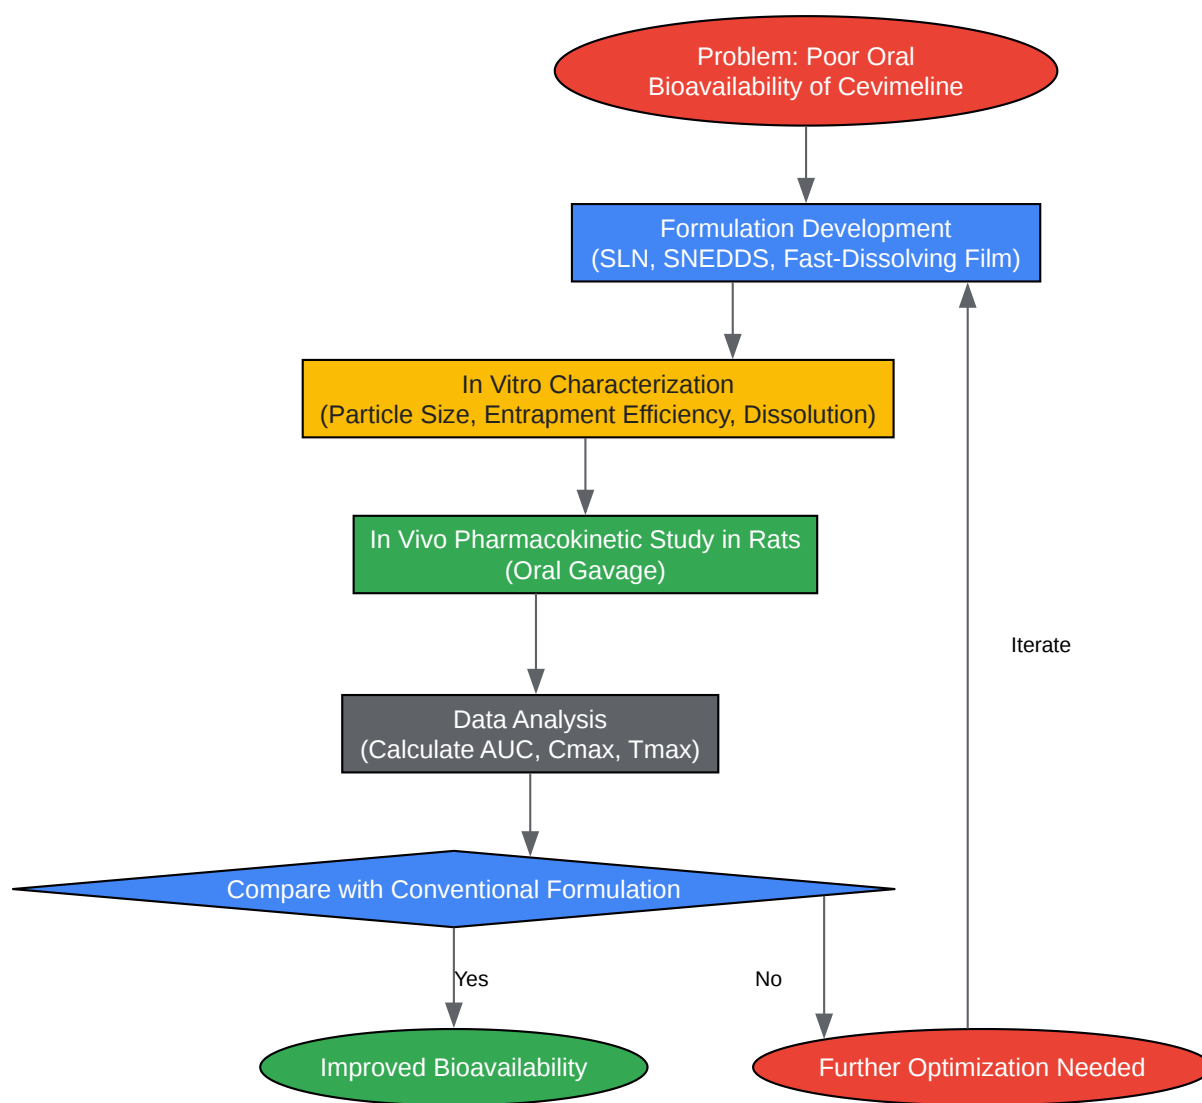 Problem: Poor Oral
Bioavailability of Cevimeline
Formulation Development
(SLN, SNEDDS, Fast-Dissolving Film)
In Vitro Characterization
(Particle Size, Entrapment Efficiency, Dissolution)
In Vivo Pharmacokinetic Study in Rats
(Oral Gavage)
Iterate
Data Analysis
(Calculate AUC, Cmax, Tmax)
Compare with Conventional Formulation
Yes
No
Improved Bioavailability
Further Optimization Needed